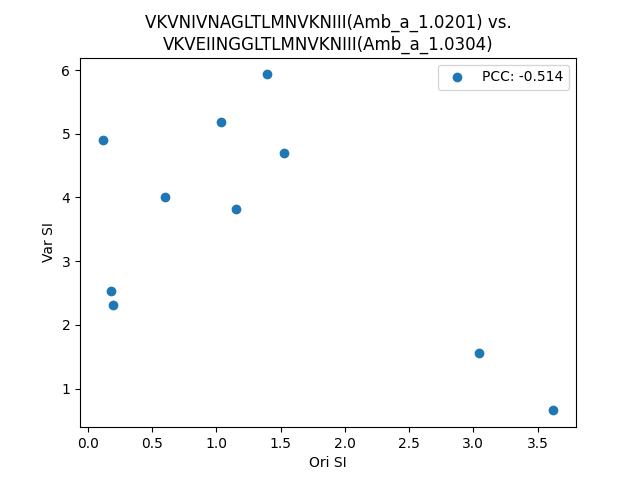 VKVNIVNAGLTLMNVKNIII(Amb_a_1.0201) vs.
VKVEIINGGLTLMNVKNIII(Amb_a_1.0304)
PCC: -0.514
6
5
4
3
2
1
Var SI
0.0 0.5 1.0 1.5 2.0 2.5 3.0 3.5
Ori SI